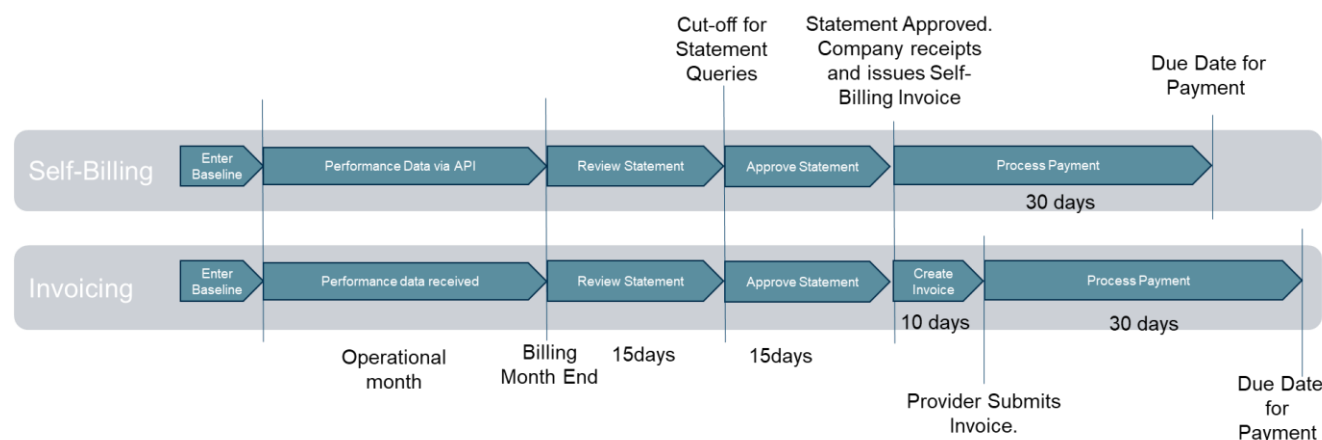 Cut-off for
Statement
Queries
Statement Approved.
Company receipts
and issues Self-
Billing Invoice
Due Date for
Payment
Self-Billing
Enter
Baseline
Performance Data via API
Review Statement
Approve Statement
Process Payment
30 days
Invoicing
Enter
Baseline
Performance data received
Review Statement
Approve Statement
Create
Invoice
Process Payment
10 days
30 days
Operational
month
Billing
Month End
15days
15days
Provider Submits
Invoice.
Due Date
for
Payment